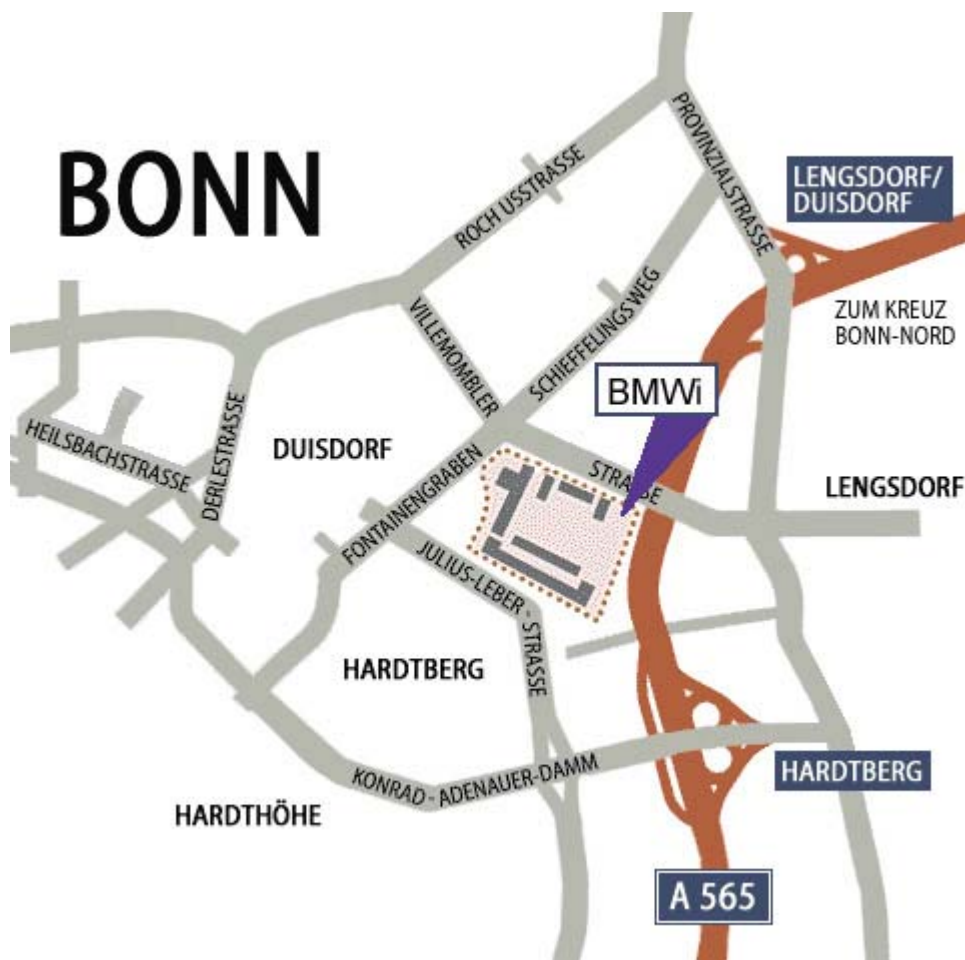 BONN
PROVINZIALSTRASSE
LENGSDORF/
DUISDORF
ROCH USSTRASSE
ZUM KREUZ
BONN-NORD
VILLEMOMBLER
SCHIEFFELINGSWEG
BMWi
HEILSBACHSTRASSE
DERLESTRASSE
DUISDORF
FONTAINENGRABEN
STRASSE
LENGSDORF
JULIUS-LEBER-STRASSE
HARDTBERG
KONRAD-ADENAUER-DAMM
HARDTBERG
HARDTHÖHE
A 565